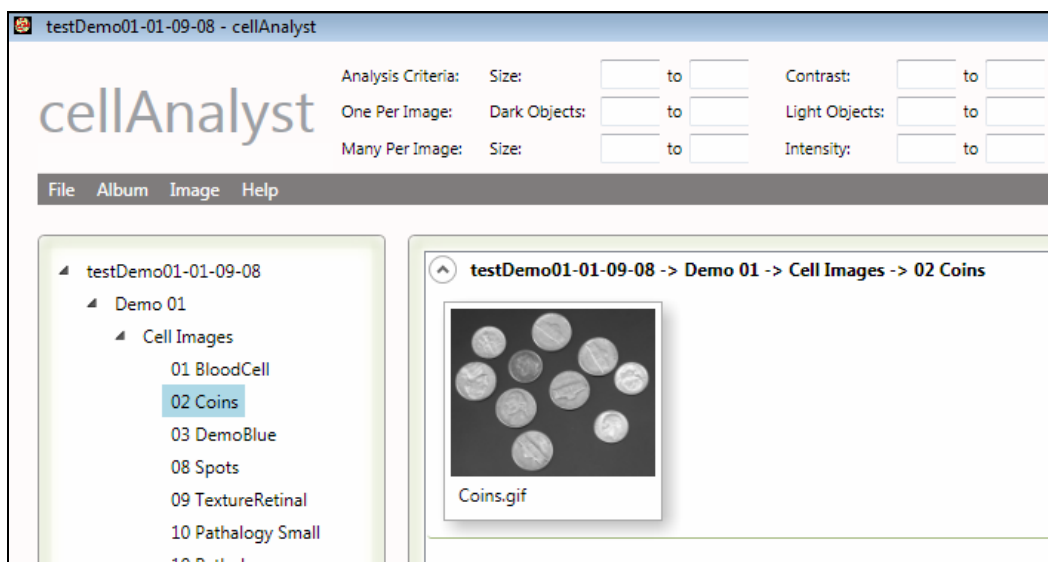 testDemo01-01-09-08 - cellAnalyst
cellAnalyst
Analysis Criteria: Size: to Contrast: to
One Per Image: Dark Objects: to Light Objects: to
Many Per Image: Size: to Intensity: to
File Album Image Help
testDemo01-01-09-08
Demo 01
Cell Images
01 BloodCell
02 Coins
03 DemoBlue
08 Spots
09 TextureRetinal
10 Pathalogy Small
testDemo01-01-09-08 -> Demo 01 -> Cell Images -> 02 Coins
Coins.gif